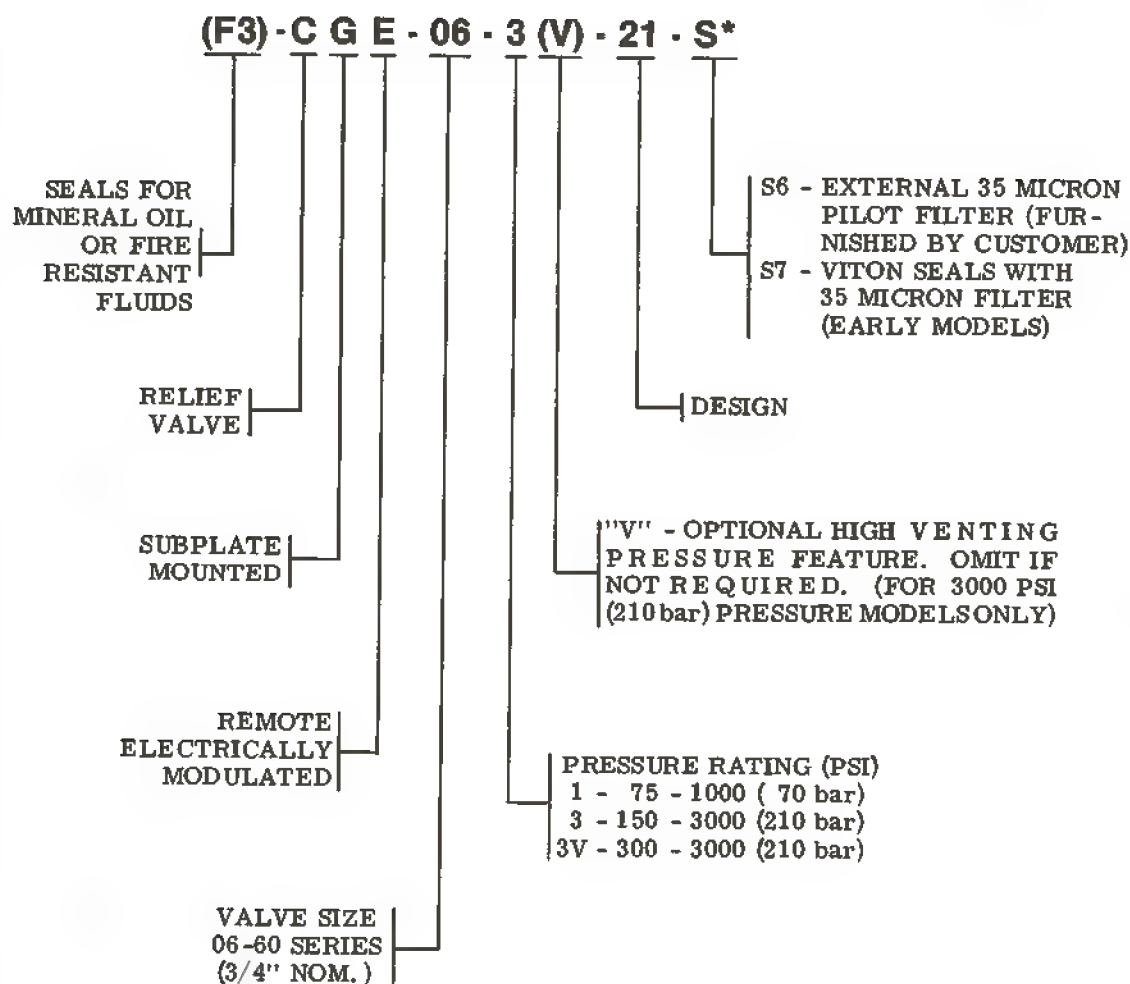 (F3) - C G E - 06 - 3 (V) - 21 - S*
SEALS FOR
MINERAL OIL
OR FIRE
RESISTANT
FLUIDS
S6 - EXTERNAL 35 MICRON
PILOT FILTER (FUR-
NISHED BY CUSTOMER)
S7 - VITON SEALS WITH
35 MICRON FILTER
(EARLY MODELS)
RELIEF
VALVE
DESIGN
SUBPLATE
MOUNTED
"V" - OPTIONAL HIGH VENTING
PRESSURE FEATURE. OMIT IF
NOT REQUIRED. (FOR 3000 PSI
(210 bar) PRESSURE MODELS ONLY)
REMOTE
ELECTRICALLY
MODULATED
PRESSURE RATING (PSI)
1 - 75 - 1000 ( 70 bar)
3 - 150 - 3000 (210 bar)
3V - 300 - 3000 (210 bar)
VALVE SIZE
06-60 SERIES
(3/4" NOM.)